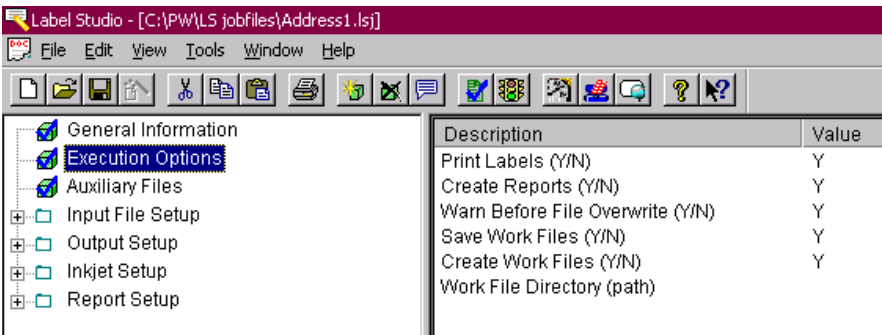 Label Studio - [C:\PW\LS jobfiles\Address1.lsj]
File Edit View Tools Window Help
General Information
Execution Options
Auxiliary Files
Input File Setup
Output Setup
Inkjet Setup
Report Setup
Description Value
Print Labels (Y/N) Y
Create Reports (Y/N) Y
Warn Before File Overwrite (Y/N) Y
Save Work Files (Y/N) Y
Create Work Files (Y/N) Y
Work File Directory (path)